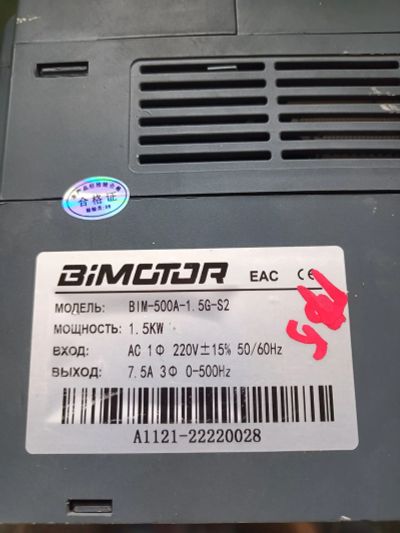 合格证
BiMOTOR EAC CE
МОДЕЛЬ: BIM-500A-1.5G-S2
МОЩНОСТЬ: 1.5KW
ВХОД: AC 1Φ 220V±15% 50/60Hz
ВЫХОД: 7.5A 3Φ 0-500Hz
A1121-22220028